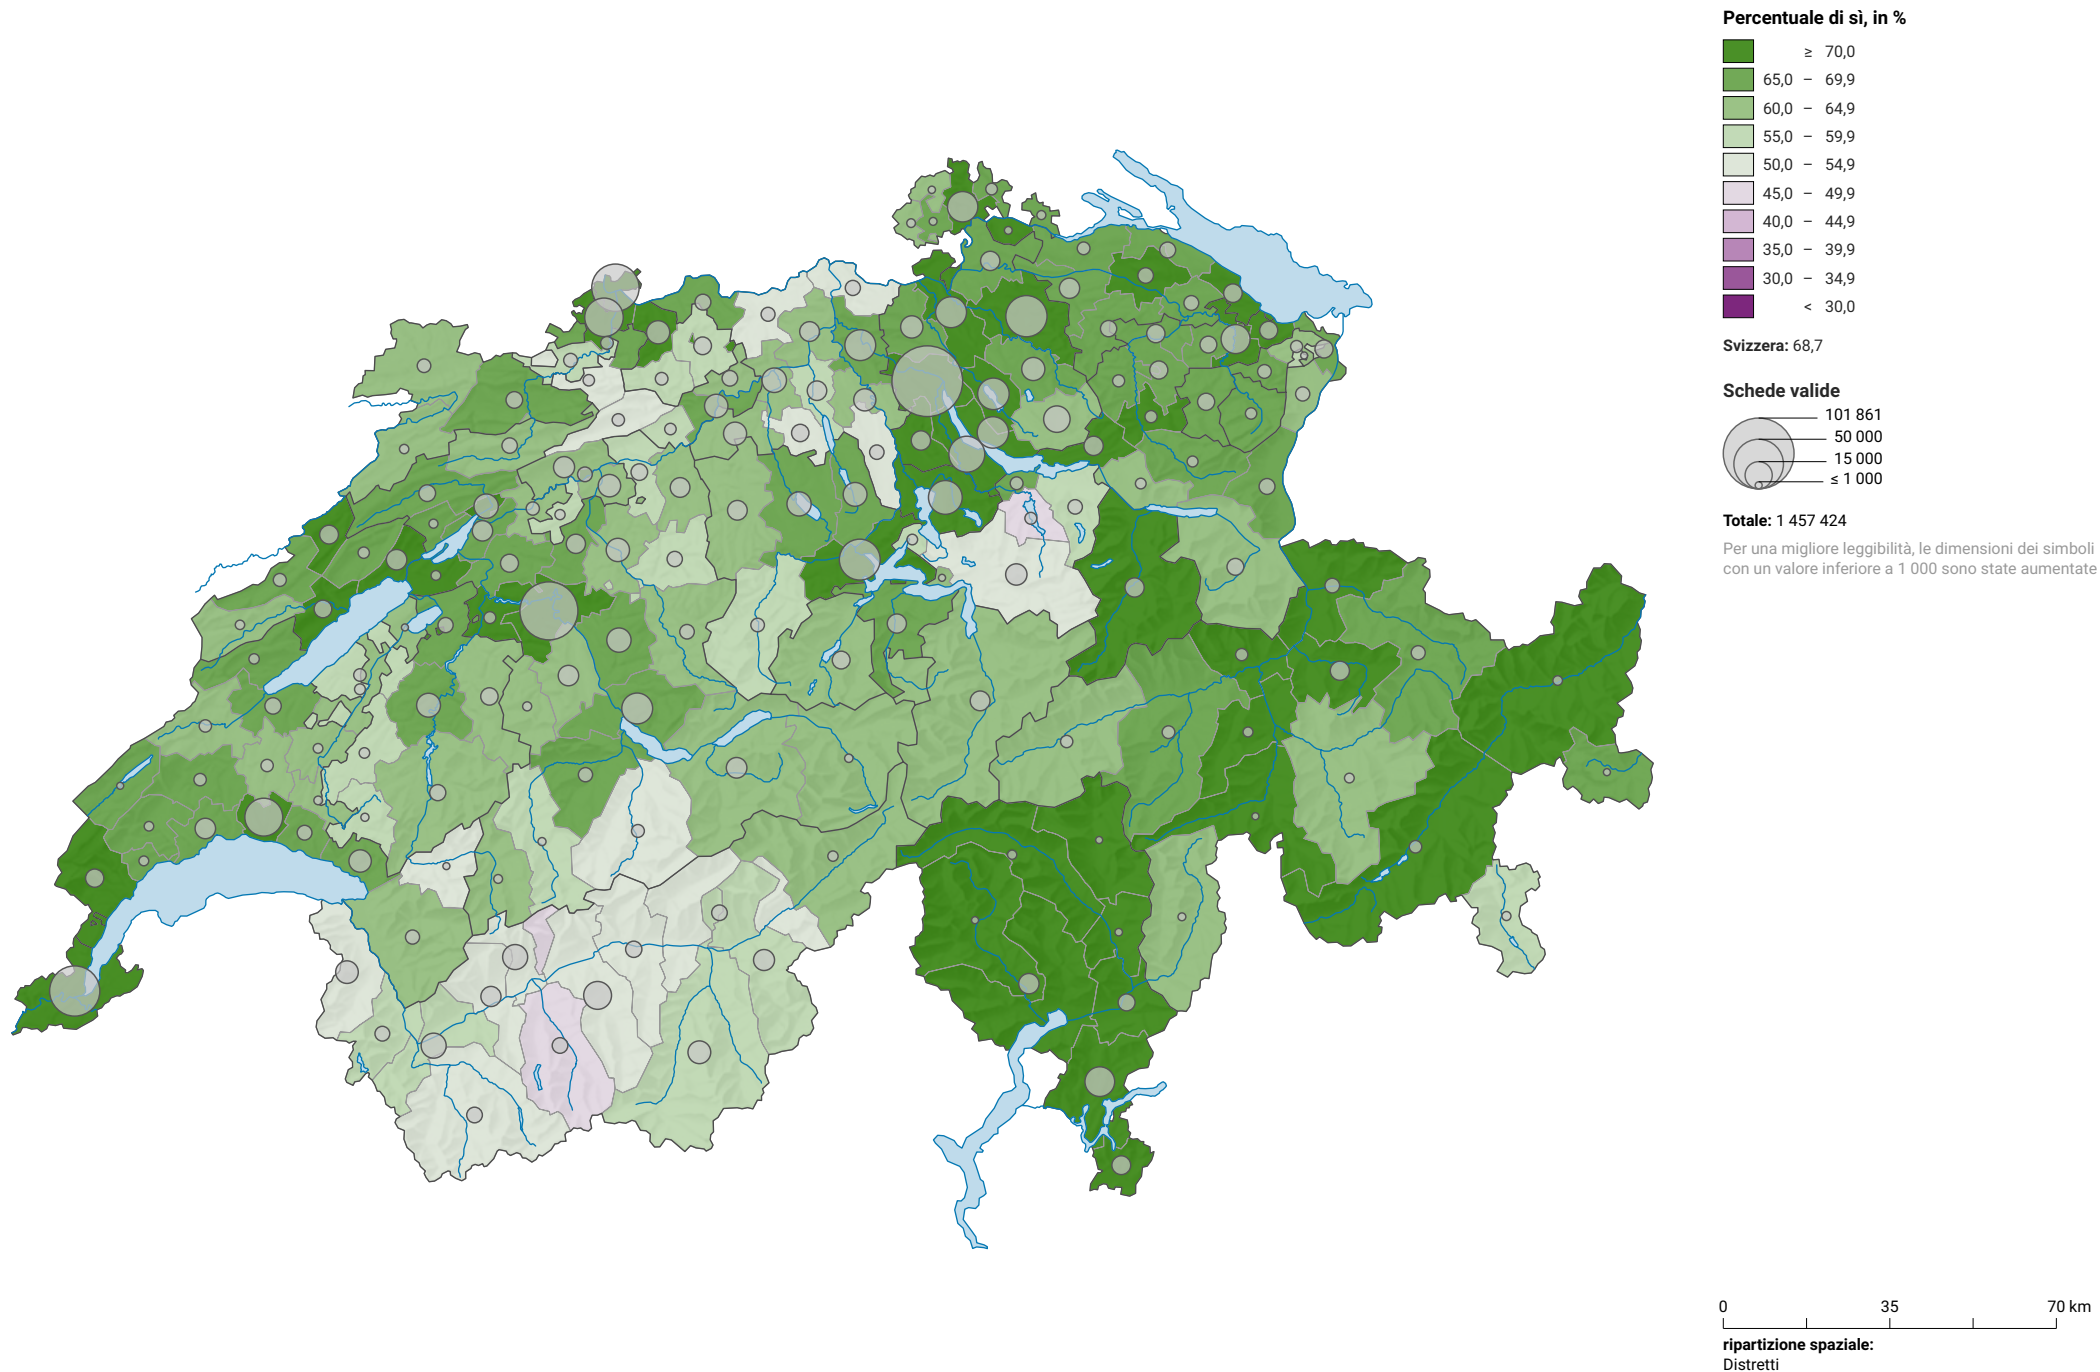 Percentuale di sì, in %
≥ 70,0
65,0 – 69,9
60,0 – 64,9
55,0 – 59,9
50,0 – 54,9
45,0 – 49,9
40,0 – 44,9
35,0 – 39,9
30,0 – 34,9
< 30,0
Svizzera: 68,7
Schede valide
101 861
50 000
15 000
≤ 1 000
Totale: 1 457 424
Per una migliore leggibilità, le dimensioni dei simboli
con un valore inferiore a 1 000 sono state aumentate
0 35 70 km
ripartizione spaziale:
Distretti